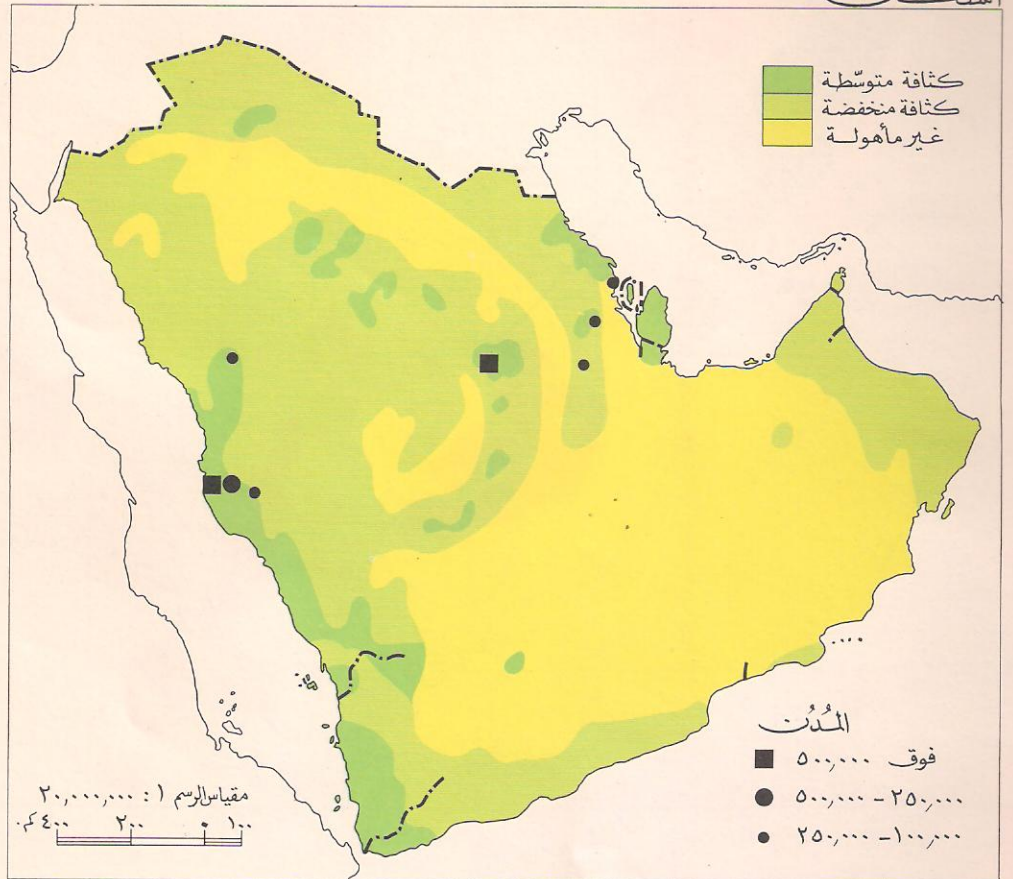 كثافة متوسّطة
كثافة منخفضة
غير مأهولة
المُدُن
فوق ٥٠٠,٠٠٠
٢٥٠,٠٠٠ – ٥٠٠,٠٠٠
١٠٠,٠٠٠ – ٢٥٠,٠٠٠
مقياس الرسم ١ : ٢٠,٠٠٠,٠٠٠
١٠٠ ٠ ٢٠٠ ٤٠٠ كم.